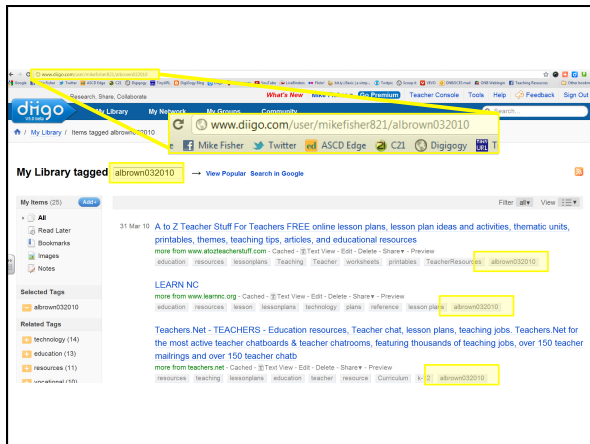 www.diigo.com/user/mikefisher821/albrown032010
Research, Share, Collaborate
What's New
Go Premium
Teacher Console
Tools
Help
Feedback
Sign Out
diigo
My Library
My Network
My Groups
Community
Search...
www.diigo.com/user/mikefisher821/albrown032010
Mike Fisher Twitter ASCD Edge C21 Digigogy
My Library / Items tagged albrown032010
My Library tagged albrown032010 → View Popular Search in Google
My Items (25) Add
Filter all View
All
Read Later
Bookmarks
Images
Notes
Selected Tags
albrown032010
Related Tags
technology (14)
education (13)
resources (11)
vocational (10)
31 Mar 10 A to Z Teacher Stuff For Teachers FREE online lesson plans, lesson plan ideas and activities, thematic units,
printables, themes, teaching tips, articles, and educational resources
more from www.atozteacherstuff.com - Cached - Text View - Edit - Delete - Share - Preview
education resources lessonplans Teaching Teacher worksheets printables TeacherResources albrown032010
LEARN NC
more from www.learnnc.org - Cached - Text View - Edit - Delete - Share - Preview
education resources lesson lessonplans technology plans reference lesson plans albrown032010
Teachers.Net - TEACHERS - Education resources, Teacher chat, lesson plans, teaching jobs. Teachers.Net for
the most active teacher chatboards & teacher chatrooms, featuring thousands of teaching jobs, over 150 teacher
mailrings and over 150 teacher chatb
more from teachers.net - Cached - Text View - Edit - Delete - Share - Preview
resources teaching lessonplans education teacher resource Curriculum k-12 albrown032010